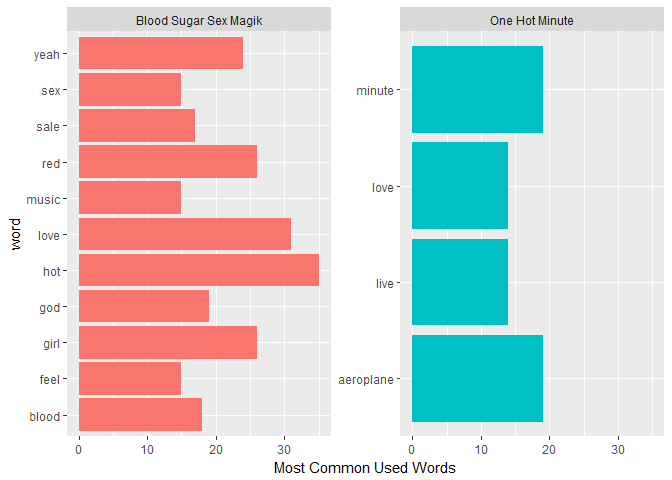 Blood Sugar Sex Magik
One Hot Minute
word
yeah
sex
sale
red
music
love
hot
god
girl
feel
blood
0 10 20 30
minute
love
live
aeroplane
0 10 20 30
Most Common Used Words